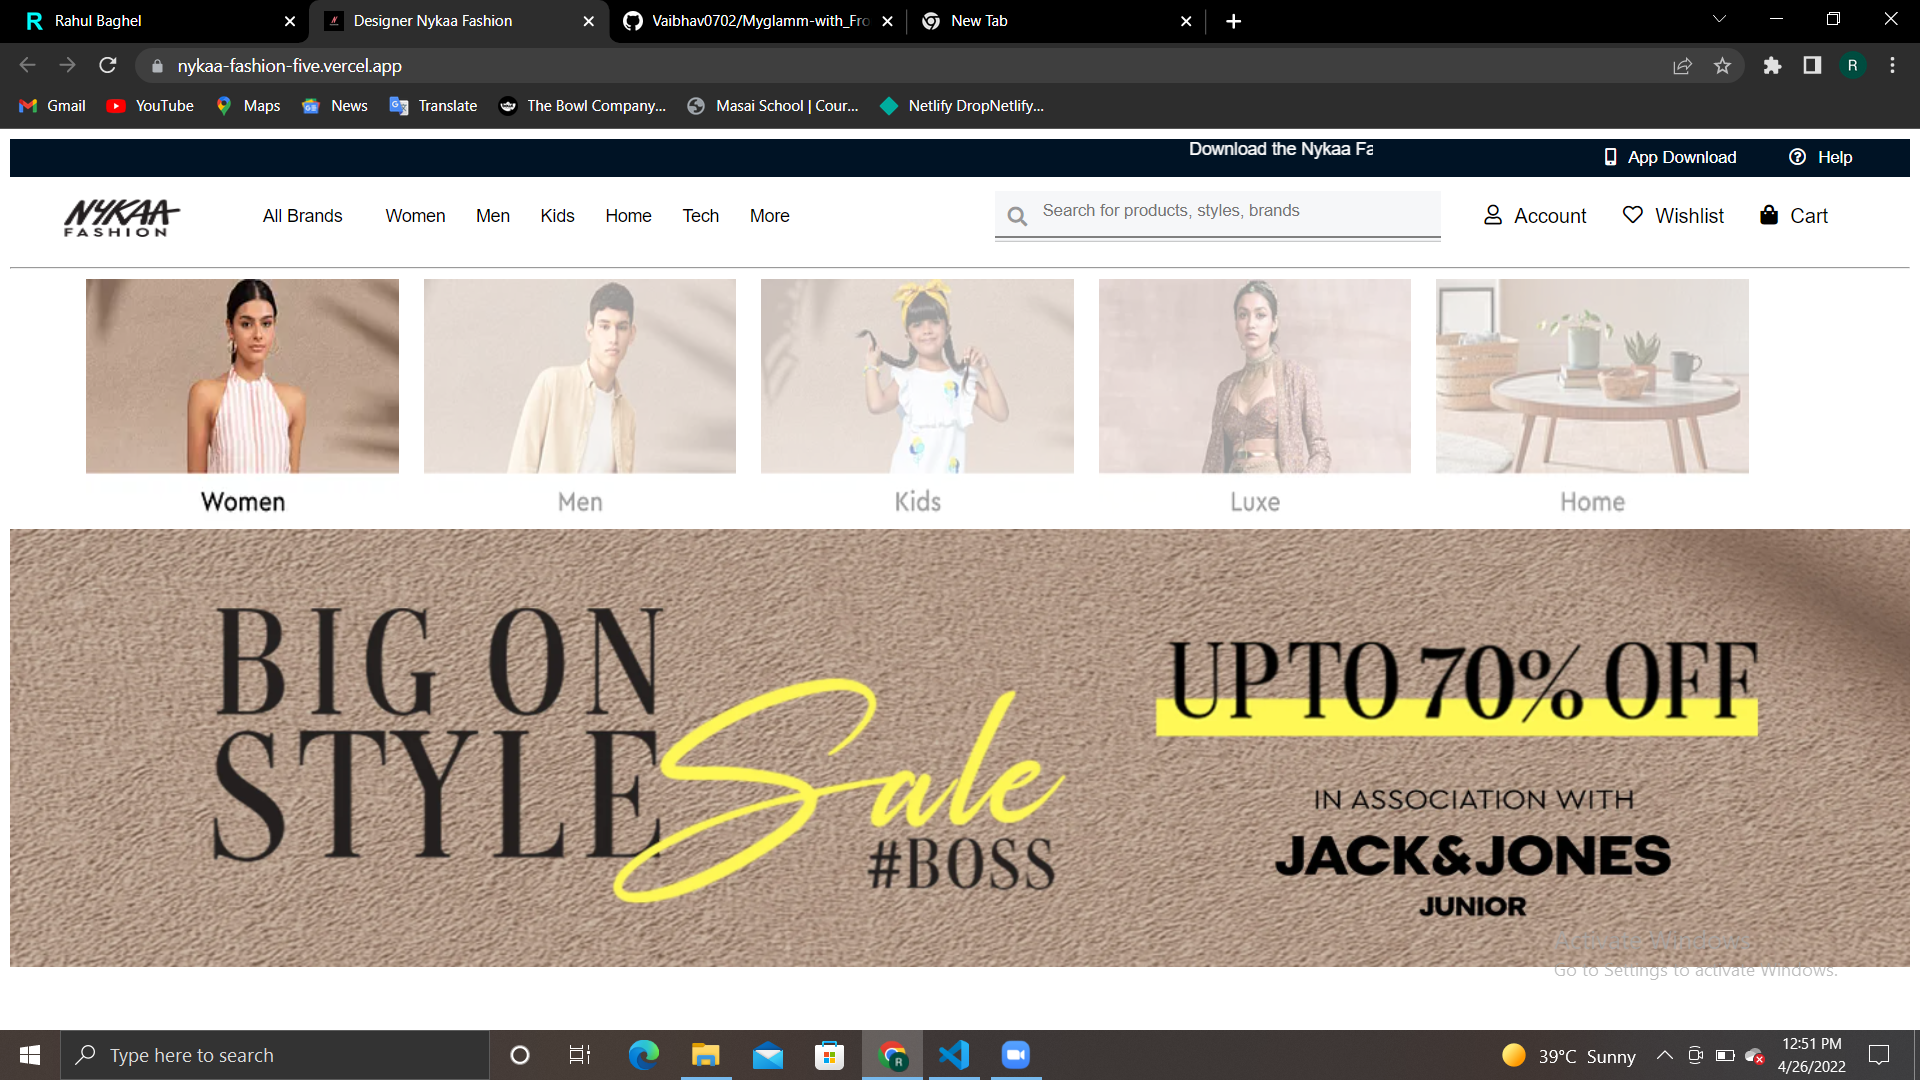 Rahul Baghel
Designer Nykaa Fashion
Vaibhav0702/Myglamm-with_Fro
New Tab
nykaa-fashion-five.vercel.app
R
Gmail
YouTube
Maps
News
Translate
The Bowl Company...
Masai School | Cour...
Netlify DropNetlify...
Download the Nykaa Fa
App Download
Help
NYKAA
FASHION
All Brands
Women
Men
Kids
Home
Tech
More
Search for products, styles, brands
Account
Wishlist
Cart
Women
Men
Kids
Luxe
Home
BIG ON
STYLE
Sale
#BOSS
UPTO 70% OFF
IN ASSOCIATION WITH
JACK&JONES
JUNIOR
Activate Windows
Go to Settings to activate Windows.
Type here to search
39°C Sunny
12:51 PM
4/26/2022